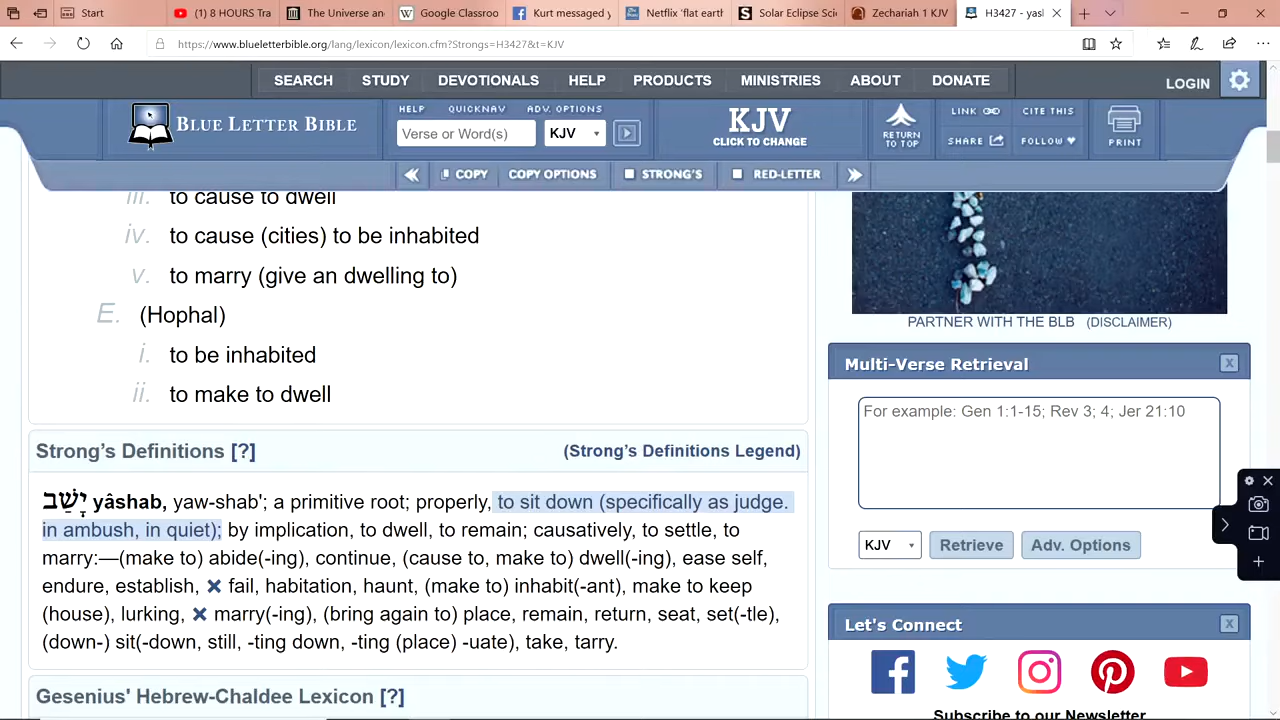 Start
(1) 8 HOURS Tra
The Universe an
Google Classroo
Kurt messaged y
Netflix 'flat earth
Solar Eclipse Sci
Zechariah 1 KJV
H3427 - yas
https://www.blueletterbible.org/lang/lexicon/lexicon.cfm?Strongs=H3427&t=KJV
SEARCH STUDY DEVOTIONALS HELP PRODUCTS MINISTRIES ABOUT DONATE LOGIN
BLUE LETTER BIBLE
HELP QUICKNAV ADV. OPTIONS
Verse or Word(s) KJV
KJV
CLICK TO CHANGE
RETURN
TO TOP
LINK CITE THIS
SHARE FOLLOW
PRINT
COPY COPY OPTIONS STRONG'S RED-LETTER
iii. to cause to dwell
iv. to cause (cities) to be inhabited
v. to marry (give an dwelling to)
E. (Hophal)
i. to be inhabited
ii. to make to dwell
Strong's Definitions [?] (Strong's Definitions Legend)
יָשַׁב yâshab, yaw-shab'; a primitive root; properly, to sit down (specifically as judge.
in ambush, in quiet); by implication, to dwell, to remain; causatively, to settle, to
marry:—(make to) abide(-ing), continue, (cause to, make to) dwell(-ing), ease self,
endure, establish, × fail, habitation, haunt, (make to) inhabit(-ant), make to keep
(house), lurking, × marry(-ing), (bring again to) place, remain, return, seat, set(-tle),
(down-) sit(-down, still, -ting down, -ting (place) -uate), take, tarry.
Gesenius' Hebrew-Chaldee Lexicon [?]
PARTNER WITH THE BLB (DISCLAIMER)
Multi-Verse Retrieval X
For example: Gen 1:1-15; Rev 3; 4; Jer 21:10
KJV Retrieve Adv. Options
Let's Connect X
Subscribe to our Newsletter